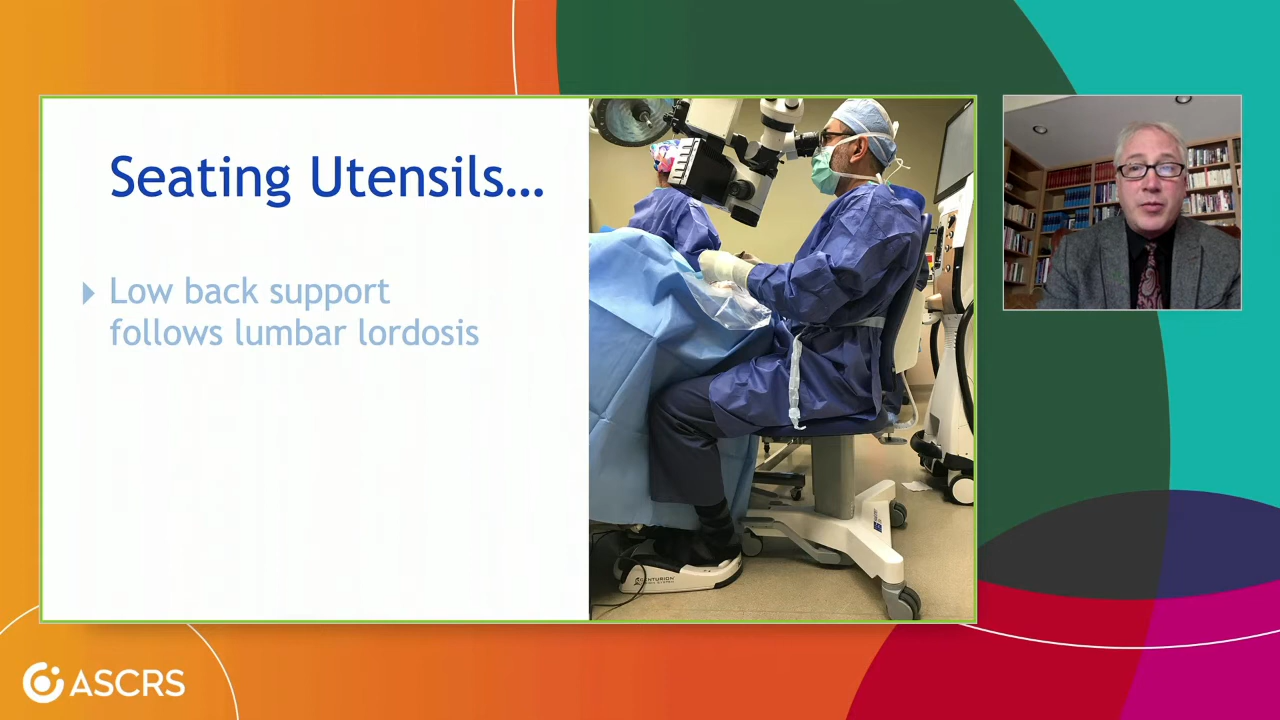 Seating Utensils...
Low back support
follows lumbar lordosis
CENTURION
ASCRS